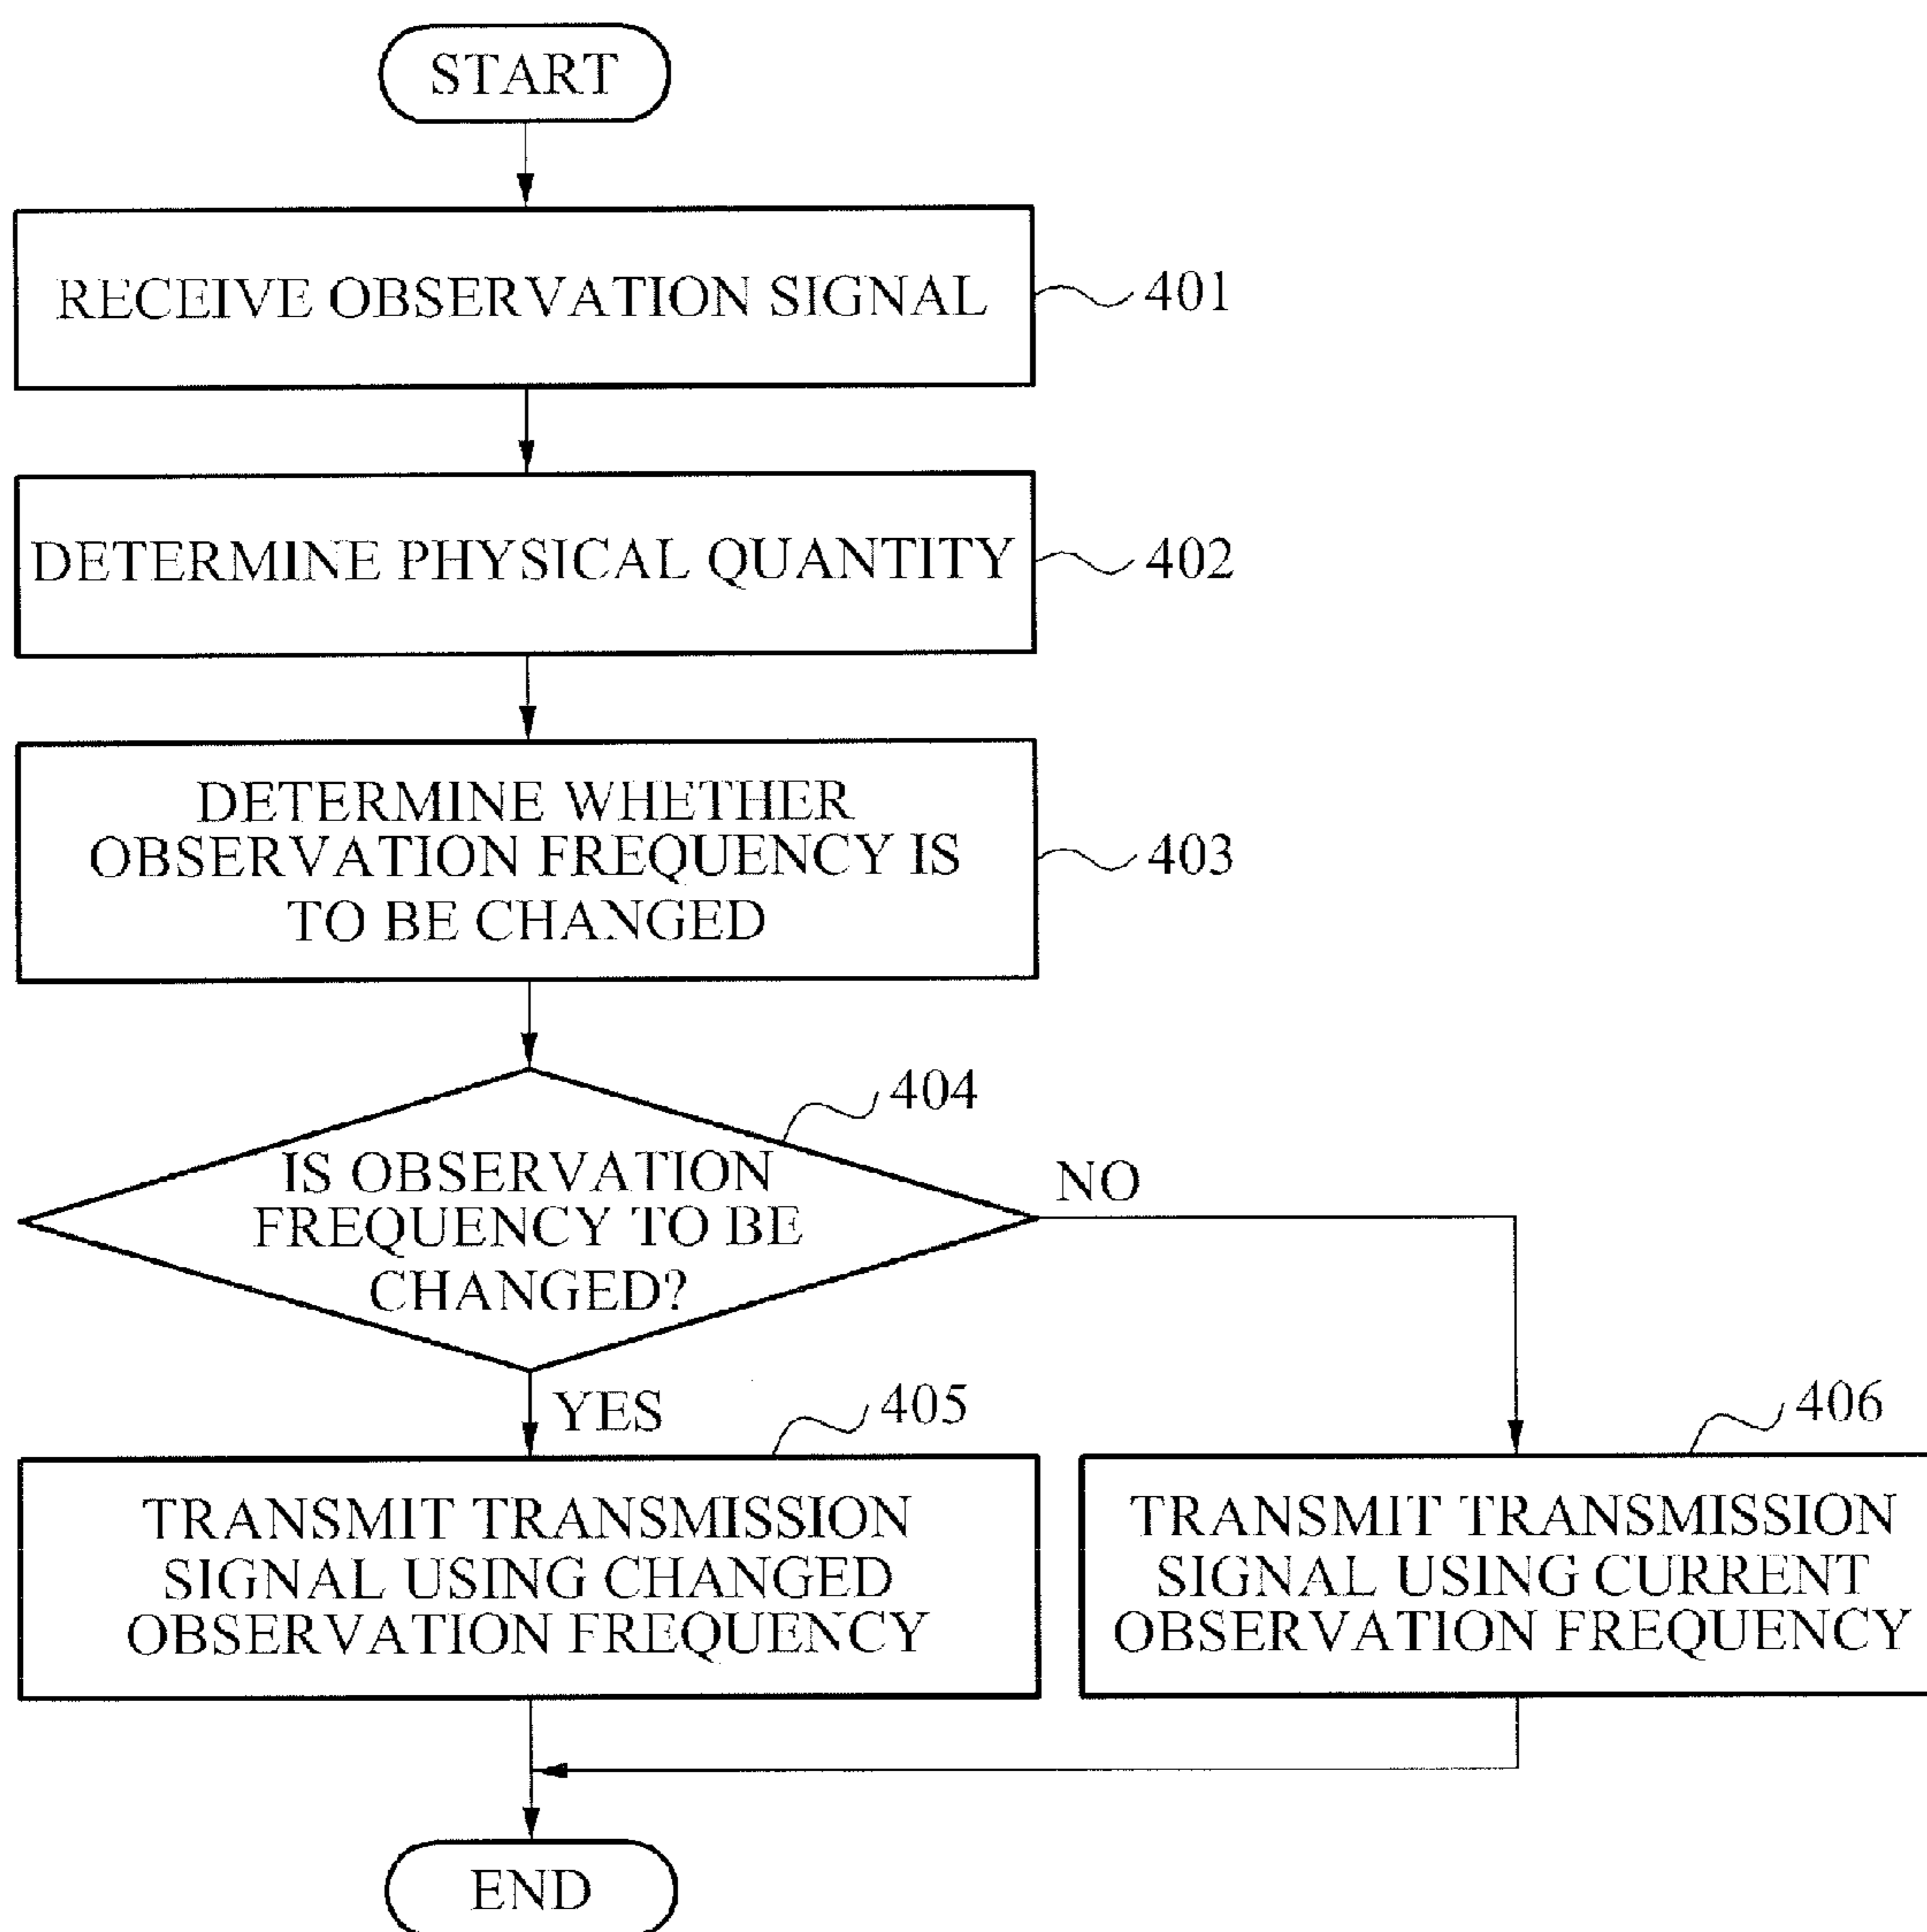 START
RECEIVE OBSERVATION SIGNAL
401
DETERMINE PHYSICAL QUANTITY
402
DETERMINE WHETHER
OBSERVATION FREQUENCY IS
TO BE CHANGED
403
404
IS OBSERVATION
FREQUENCY TO BE
CHANGED?
NO
YES
405
406
TRANSMIT TRANSMISSION
SIGNAL USING CHANGED
OBSERVATION FREQUENCY
TRANSMIT TRANSMISSION
SIGNAL USING CURRENT
OBSERVATION FREQUENCY
END